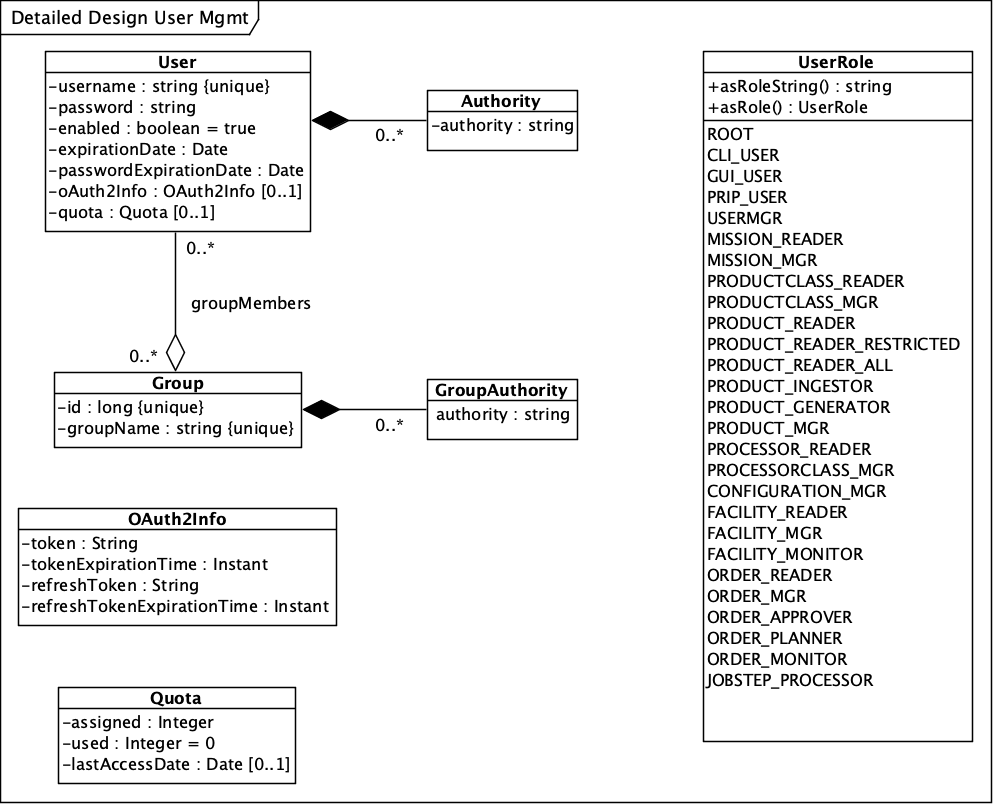 Detailed Design User Mgmt
User
-username : string {unique}
-password : string
-enabled : boolean = true
-expirationDate : Date
-passwordExpirationDate : Date
-oAuth2Info : OAuth2Info [0..1]
-quota : Quota [0..1]
0..*
Authority
-authority : string
0..*
groupMembers
0..*
Group
-id : long {unique}
-groupName : string {unique}
0..*
GroupAuthority
authority : string
OAuth2Info
-token : String
-tokenExpirationTime : Instant
-refreshToken : String
-refreshTokenExpirationTime : Instant
Quota
-assigned : Integer
-used : Integer = 0
-lastAccessDate : Date [0..1]
UserRole
+asRoleString() : string
+asRole() : UserRole
ROOT
CLI_USER
GUI_USER
PRIP_USER
USERMGR
MISSION_READER
MISSION_MGR
PRODUCTCLASS_READER
PRODUCTCLASS_MGR
PRODUCT_READER
PRODUCT_READER_RESTRICTED
PRODUCT_READER_ALL
PRODUCT_INGESTOR
PRODUCT_GENERATOR
PRODUCT_MGR
PROCESSOR_READER
PROCESSORCLASS_MGR
CONFIGURATION_MGR
FACILITY_READER
FACILITY_MGR
FACILITY_MONITOR
ORDER_READER
ORDER_MGR
ORDER_APPROVER
ORDER_PLANNER
ORDER_MONITOR
JOBSTEP_PROCESSOR